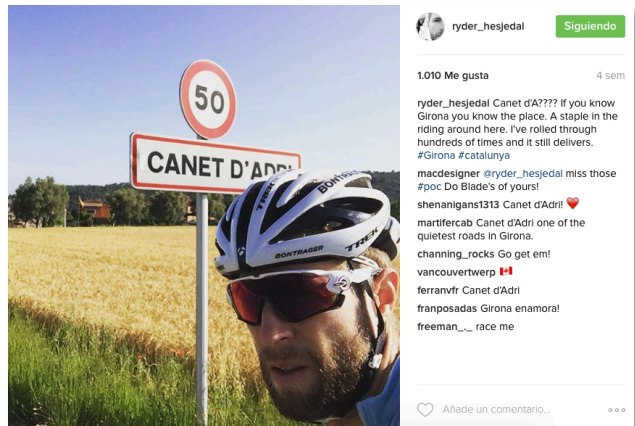 50
CANET D'ADRI
BONTRAGER
TREK
BONTRAGER
TREK
ryder_hesjedal
Siguiendo
1.010 Me gusta
4 sem
ryder_hesjedal Canet d'A???? If you know
Girona you know the place. A staple in the
riding around here. I've rolled through
hundreds of times and it still delivers.
#Girona #catalunya
macdesigner @ryder_hesjedal miss those
#poc Do Blade's of yours!
shenanigans1313 Canet d'Adri! ❤️
martifercab Canet d'Adri one of the
quietest roads in Girona.
channing_rocks Go get em!
vancouvertwerp 🇨🇦
ferranvfr Canet d'Adri
franposadas Girona enamora!
freeman_._ race me
Añade un comentario...